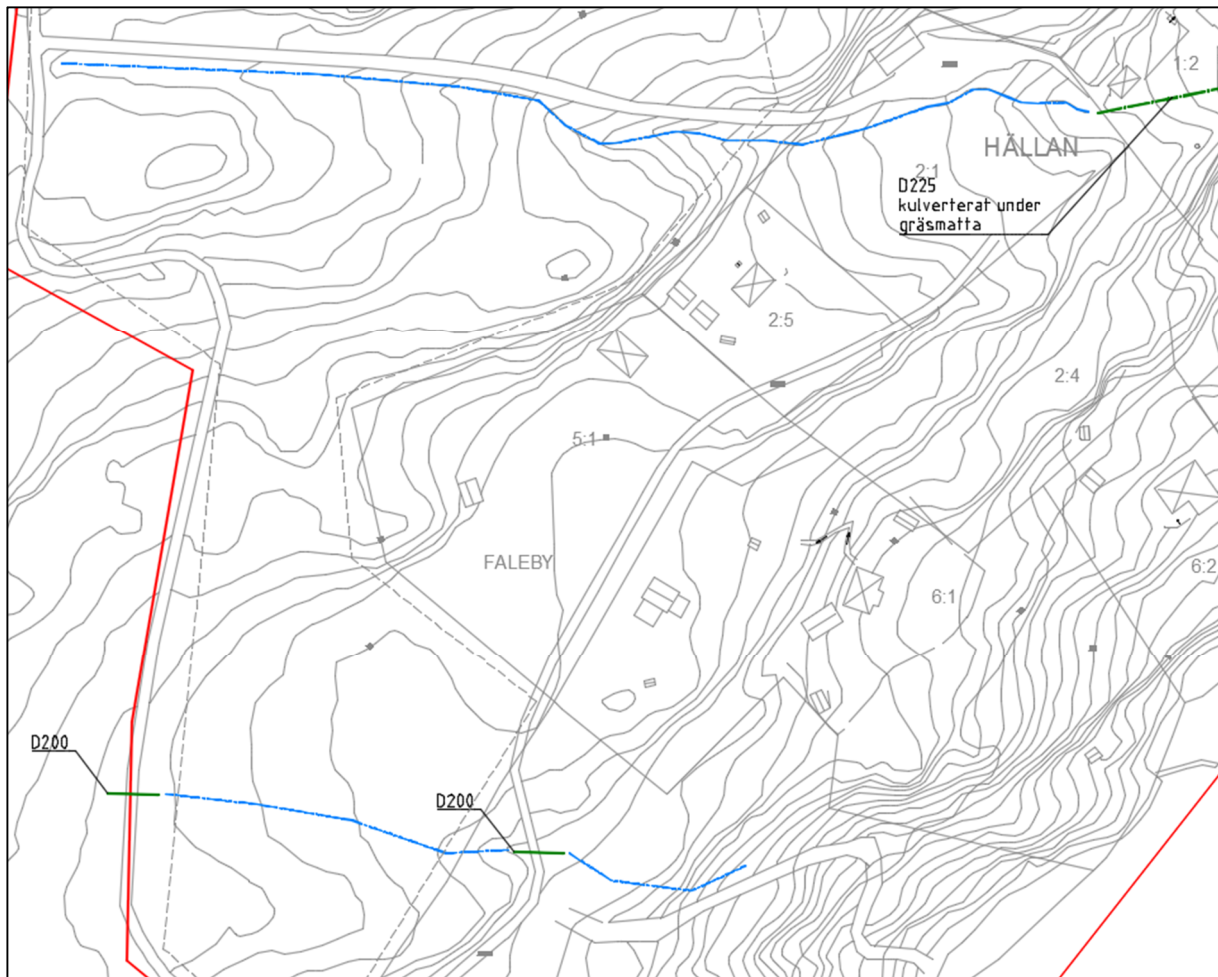 1:2
HÄLLAN
2:1
D225
kulverterat under
gräsmatta
2:5
2:4
5:1
FALEBY
6:2
6:1
D200
D200